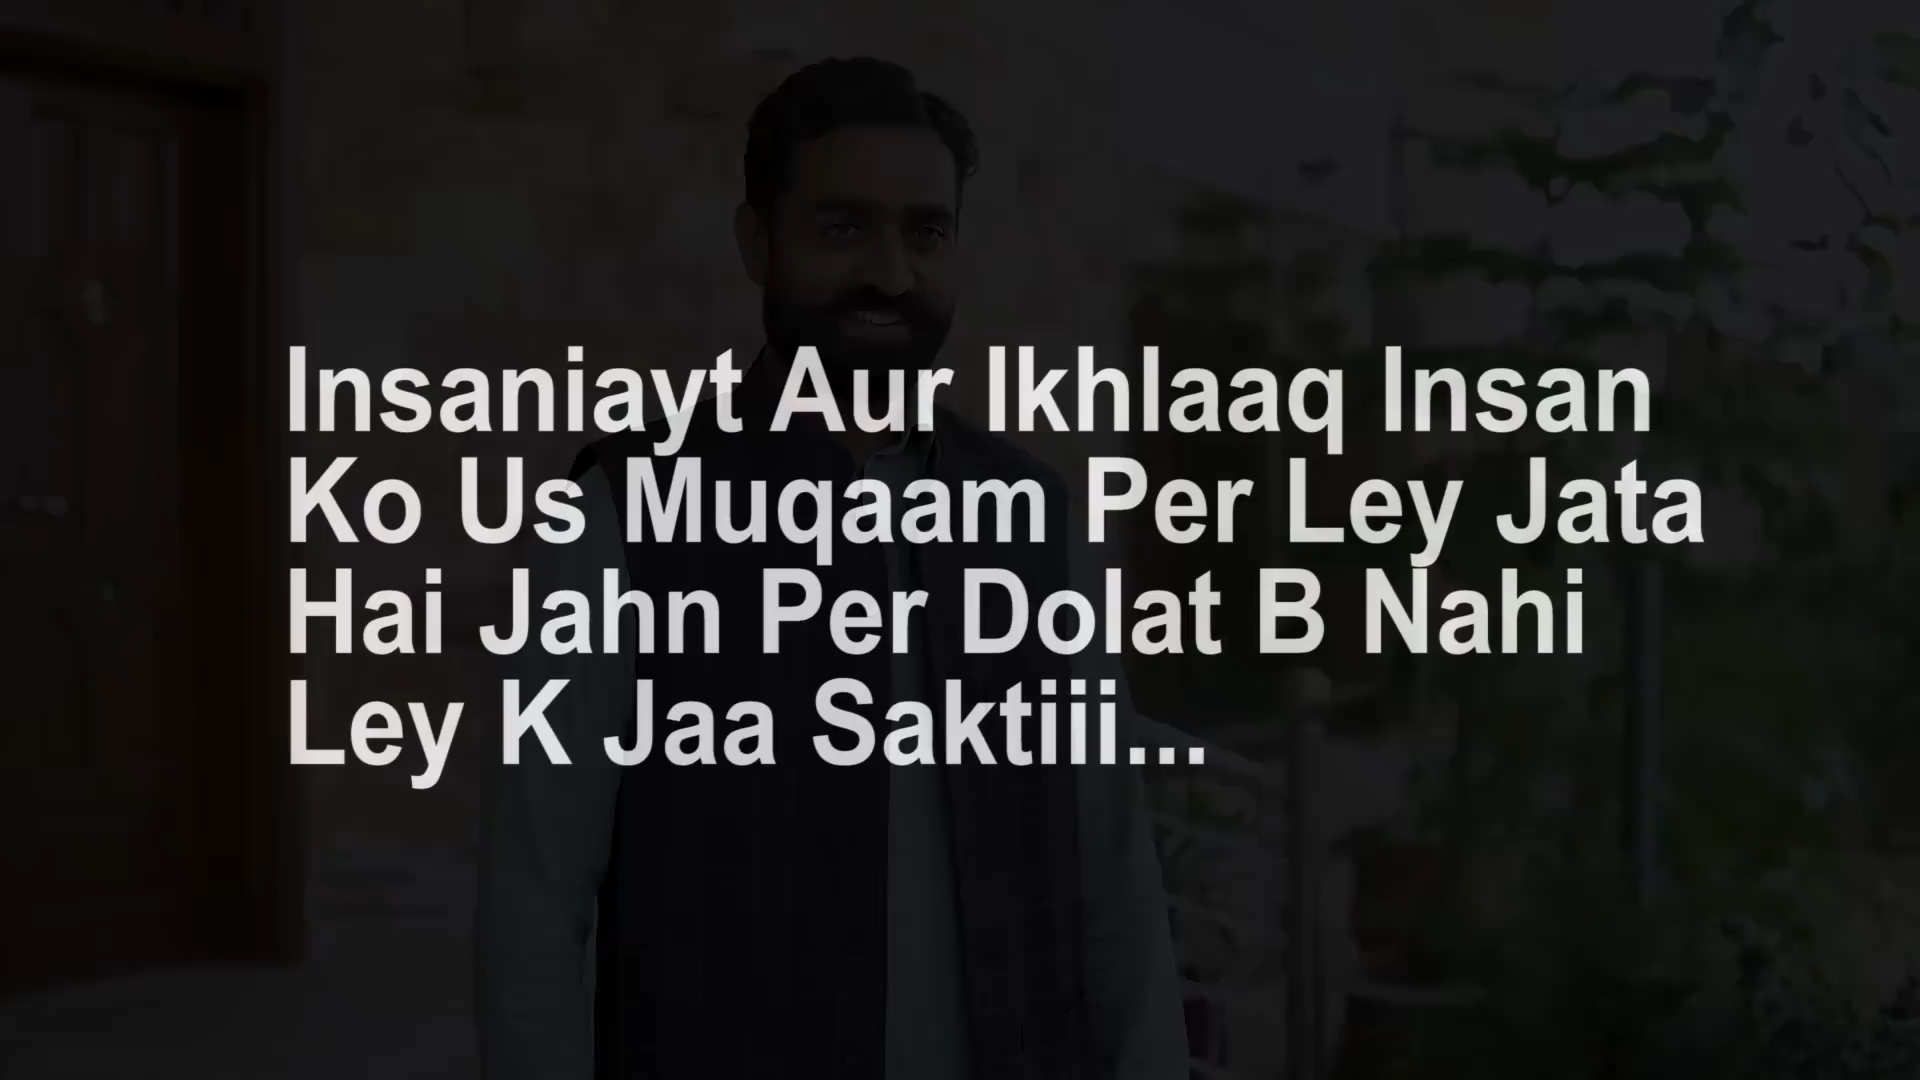 Insaniayt Aur Ikhlaaq Insan
Ko Us Muqaam Per Ley Jata
Hai Jahn Per Dolat B Nahi
Ley K Jaa Saktiii...